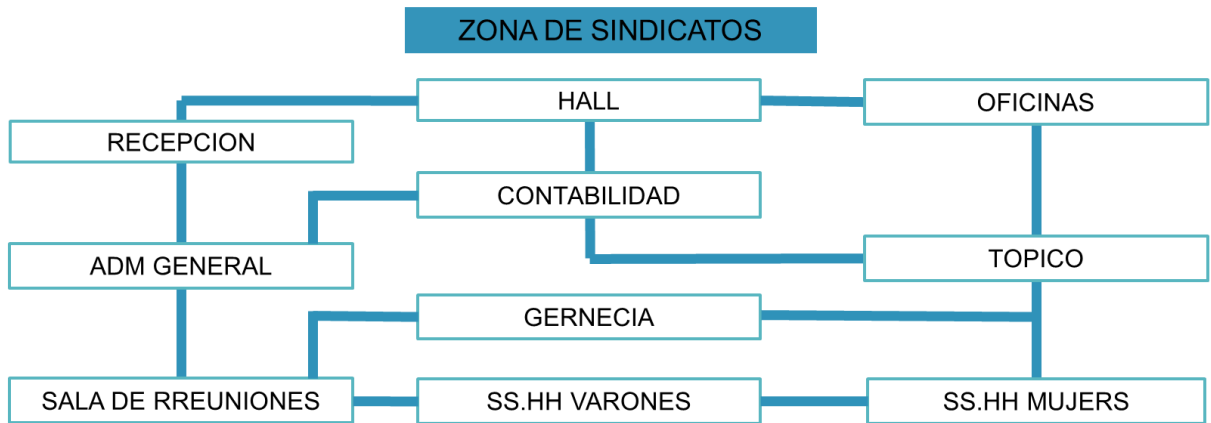 ZONA DE SINDICATOS
HALL
OFICINAS
RECEPCION
CONTABILIDAD
ADM GENERAL
TOPICO
GERNECIA
SALA DE RREUNIONES
SS.HH VARONES
SS.HH MUJERS